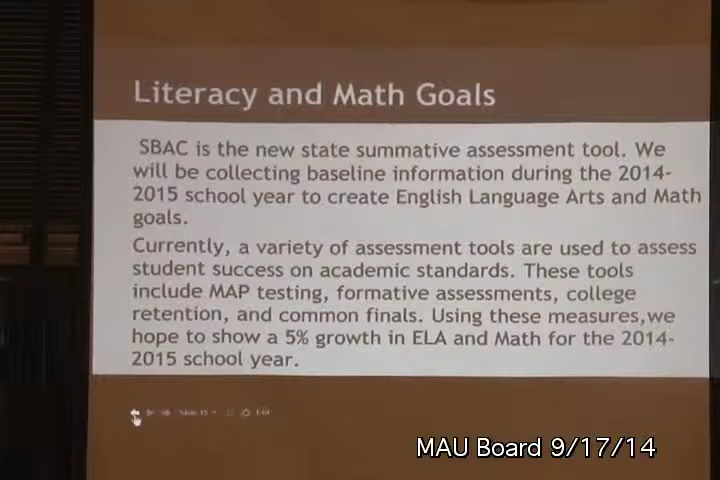 Literacy and Math Goals
SBAC is the new state summative assessment tool. We
will be collecting baseline information during the 2014-
2015 school year to create English Language Arts and Math
goals.
Currently, a variety of assessment tools are used to assess
student success on academic standards. These tools
include MAP testing, formative assessments, college
retention, and common finals. Using these measures,we
hope to show a 5% growth in ELA and Math for the 2014-
2015 school year.
MAU Board 9/17/14